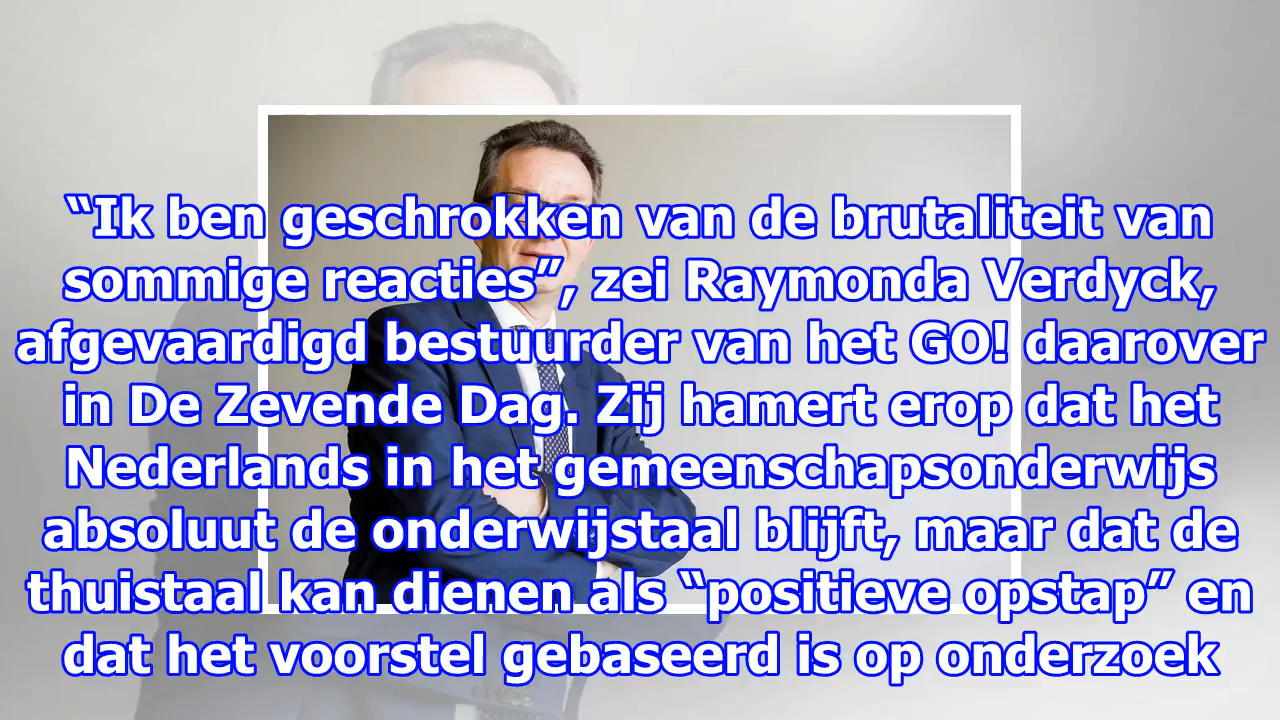 “Ik ben geschrokken van de brutaliteit van
sommige reacties”, zei Raymonda Verdyck,
afgevaardigd bestuurder van het GO! daarover
in De Zevende Dag. Zij hamert erop dat het
Nederlands in het gemeenschapsonderwijs
absoluut de onderwijstaal blijft, maar dat de
thuistaal kan dienen als “positieve opstap” en
dat het voorstel gebaseerd is op onderzoek